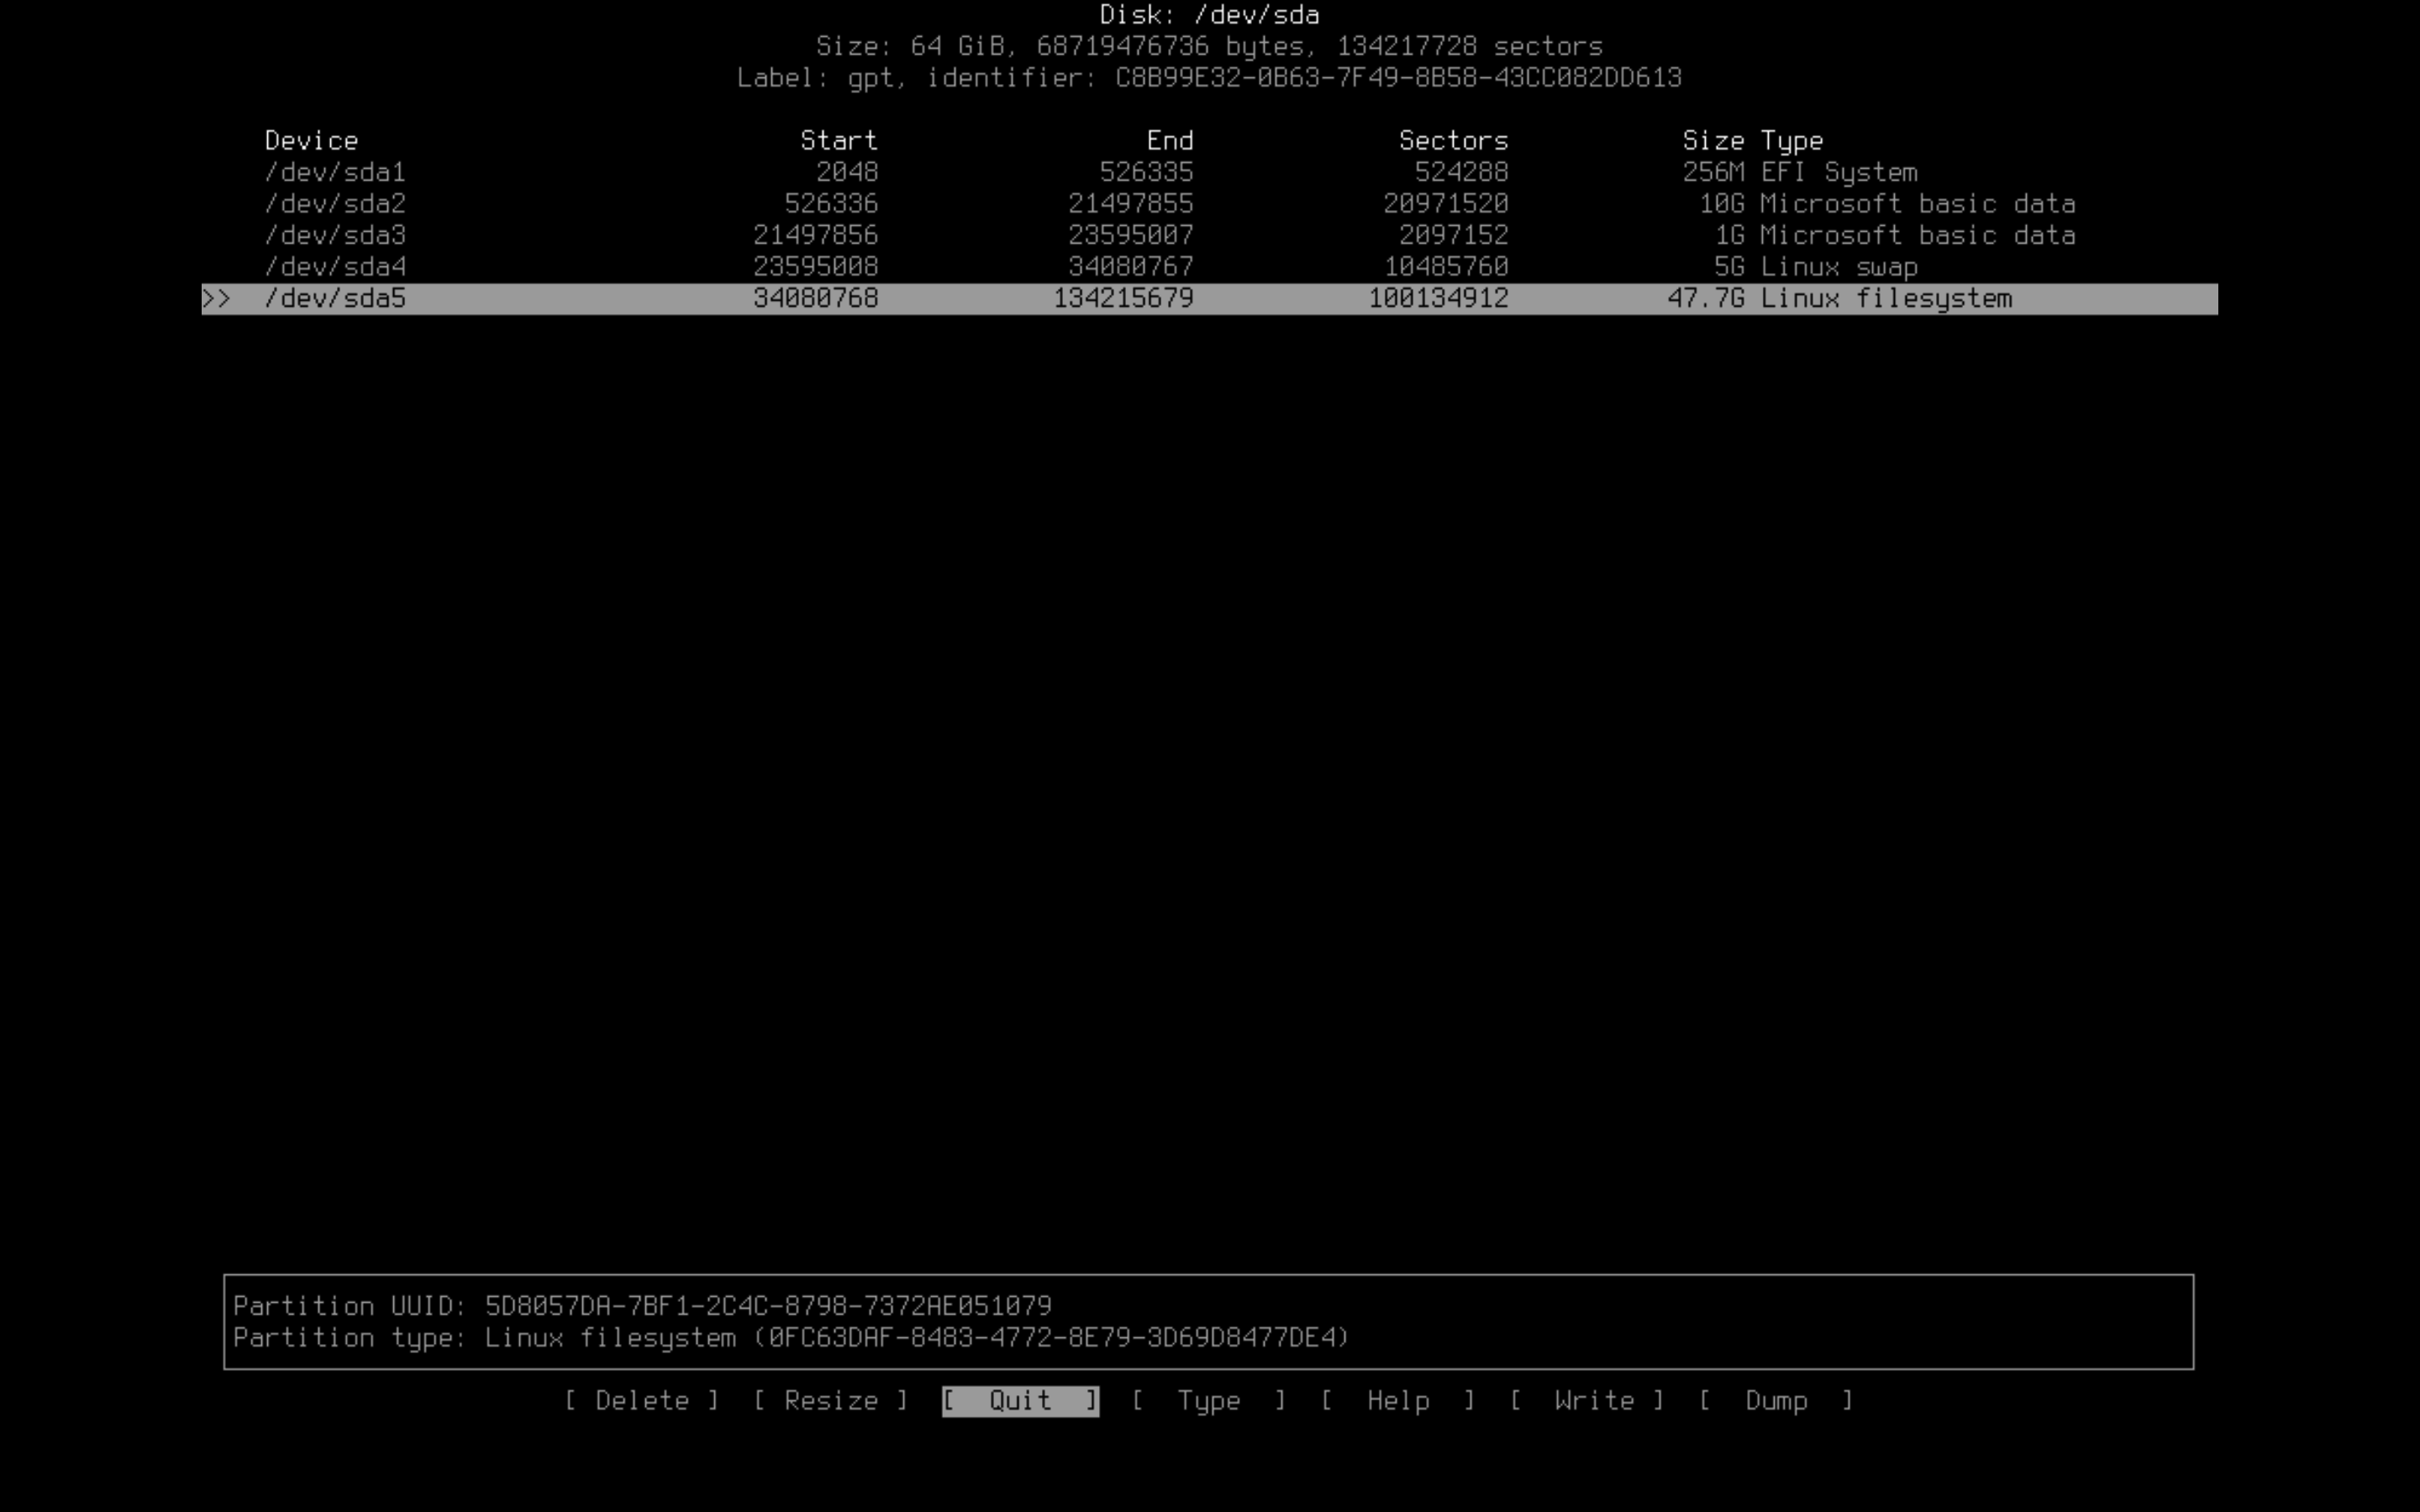 Disk: /dev/sda
Size: 64 GiB, 68719476736 bytes, 134217728 sectors
Label: gpt, identifier: C8B99E32-0B63-7F49-8B58-43CC082DD613
Device Start End Sectors Size Type
/dev/sda1 2048 526335 524288 256M EFI System
/dev/sda2 526336 21497855 20971520 10G Microsoft basic data
/dev/sda3 21497856 23595007 2097152 1G Microsoft basic data
/dev/sda4 23595008 34080767 10485760 5G Linux swap
>> /dev/sda5 34080768 134215679 100134912 47.7G Linux filesystem
Partition UUID: 5D8057DA-7BF1-2C4C-8798-7372AE051079
Partition type: Linux filesystem (0FC63DAF-8483-4772-8E79-3D69D8477DE4)
[ Delete ] [ Resize ] [ Quit ] [ Type ] [ Help ] [ Write ] [ Dump ]